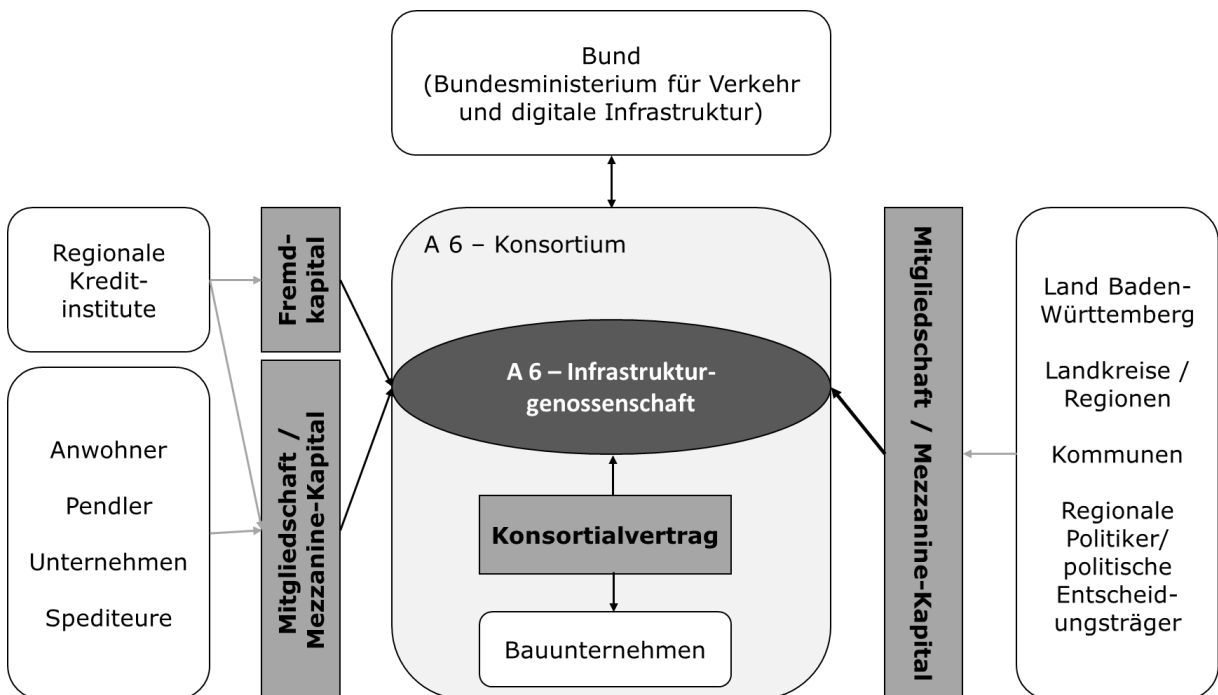 Bund
(Bundesministerium für Verkehr
und digitale Infrastruktur)
Regionale
Kredit-
institute
Fremd-
kapital
A 6 – Konsortium
A 6 – Infrastruktur-
genossenschaft
Anwohner
Pendler
Unternehmen
Spediteure
Mitgliedschaft /
Mezzanine-Kapital
Konsortialvertrag
Bauunternehmen
Mitgliedschaft / Mezzanine-Kapital
Land Baden-
Württemberg
Landkreise /
Regionen
Kommunen
Regionale
Politiker/
politische
Entscheid-
ungsträger